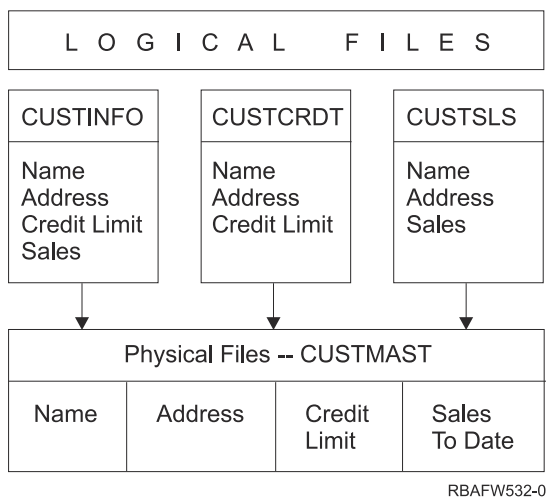 L O G I C A L F I L E S
CUSTINFO
Name
Address
Credit Limit
Sales
CUSTCRDT
Name
Address
Credit Limit
CUSTSLS
Name
Address
Sales
Physical Files -- CUSTMAST
Name
Address
Credit
Limit
Sales
To Date
RBAFW532-0